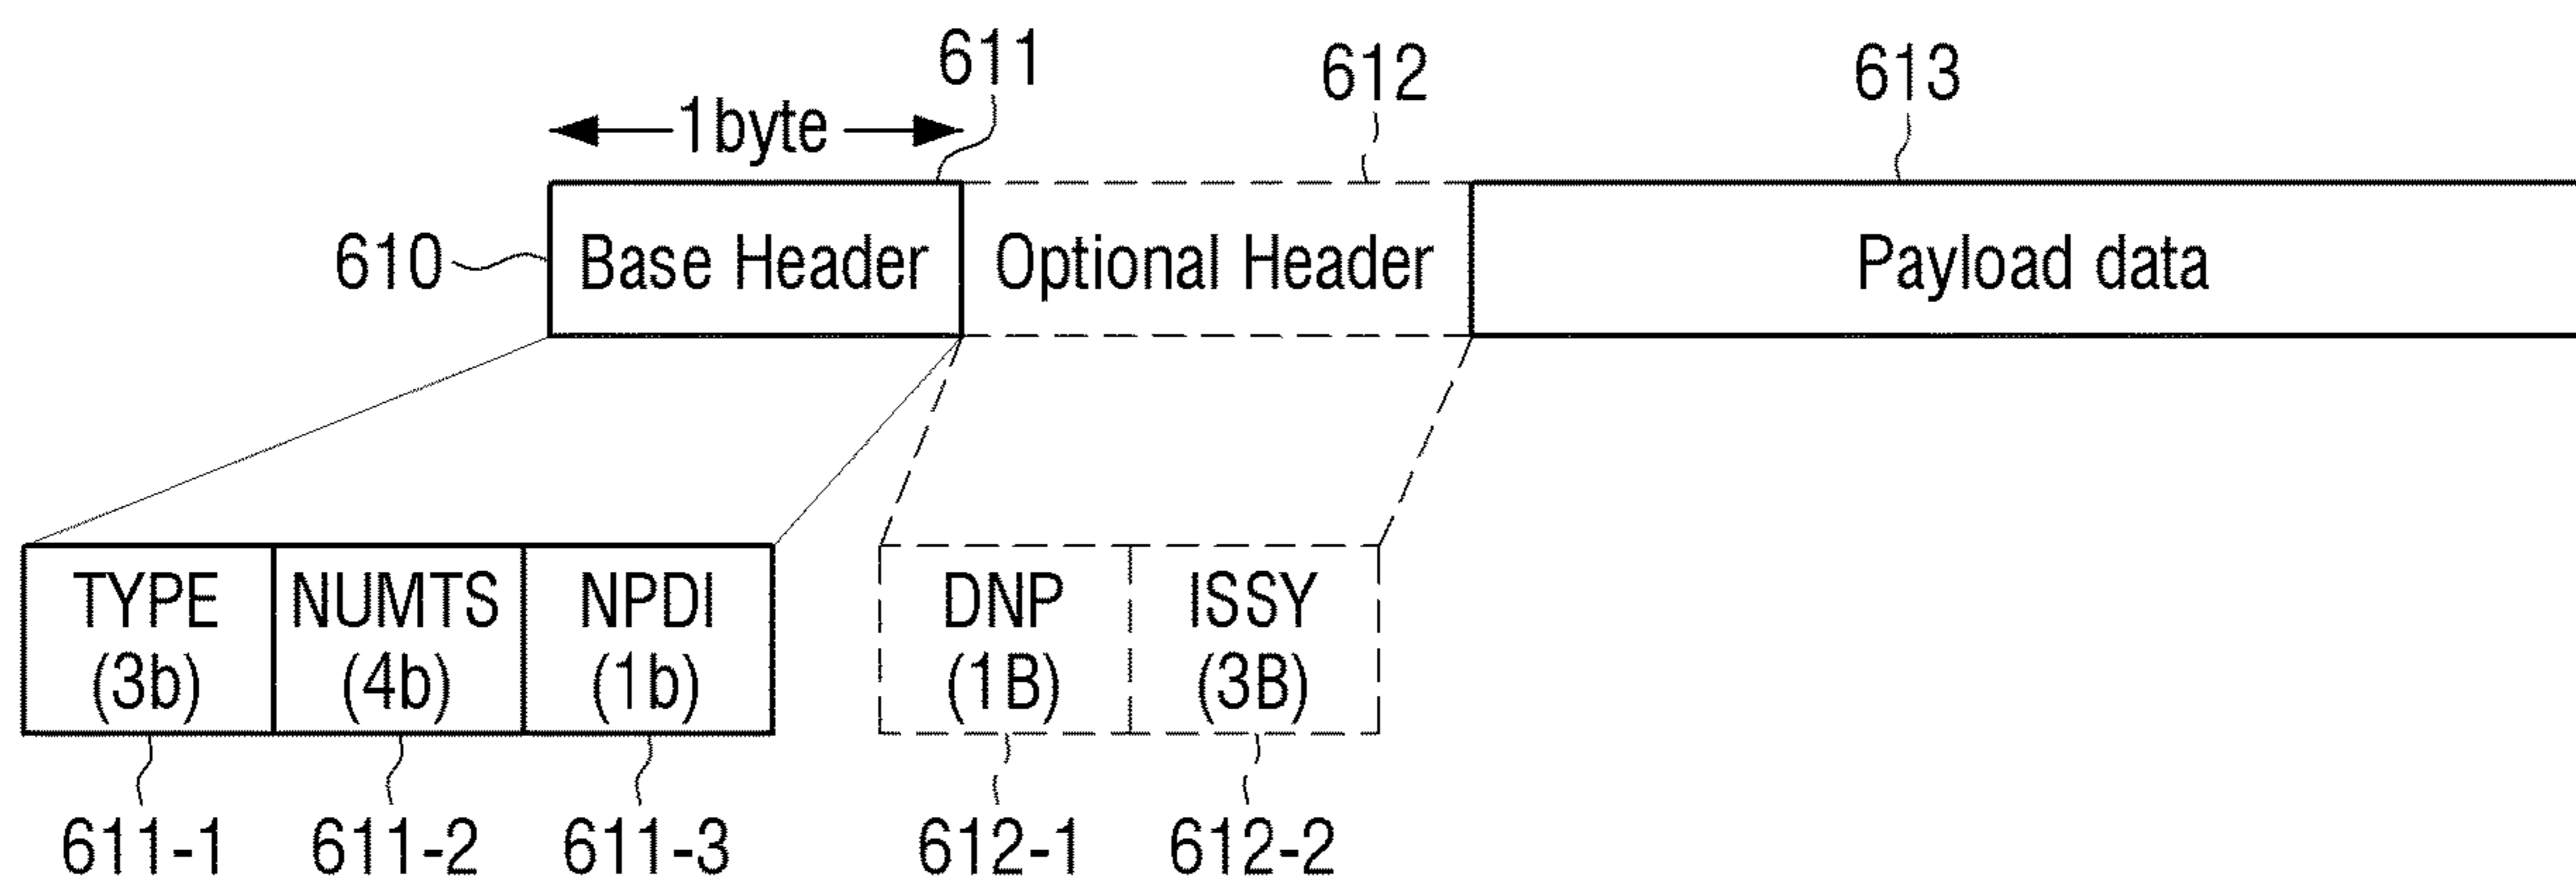 611
612
613
1byte
610
Base Header
Optional Header
Payload data
TYPE
(3b)
NUMTS
(4b)
NPDI
(1b)
DNP
(1B)
ISSY
(3B)
611-1
611-2
611-3
612-1
612-2